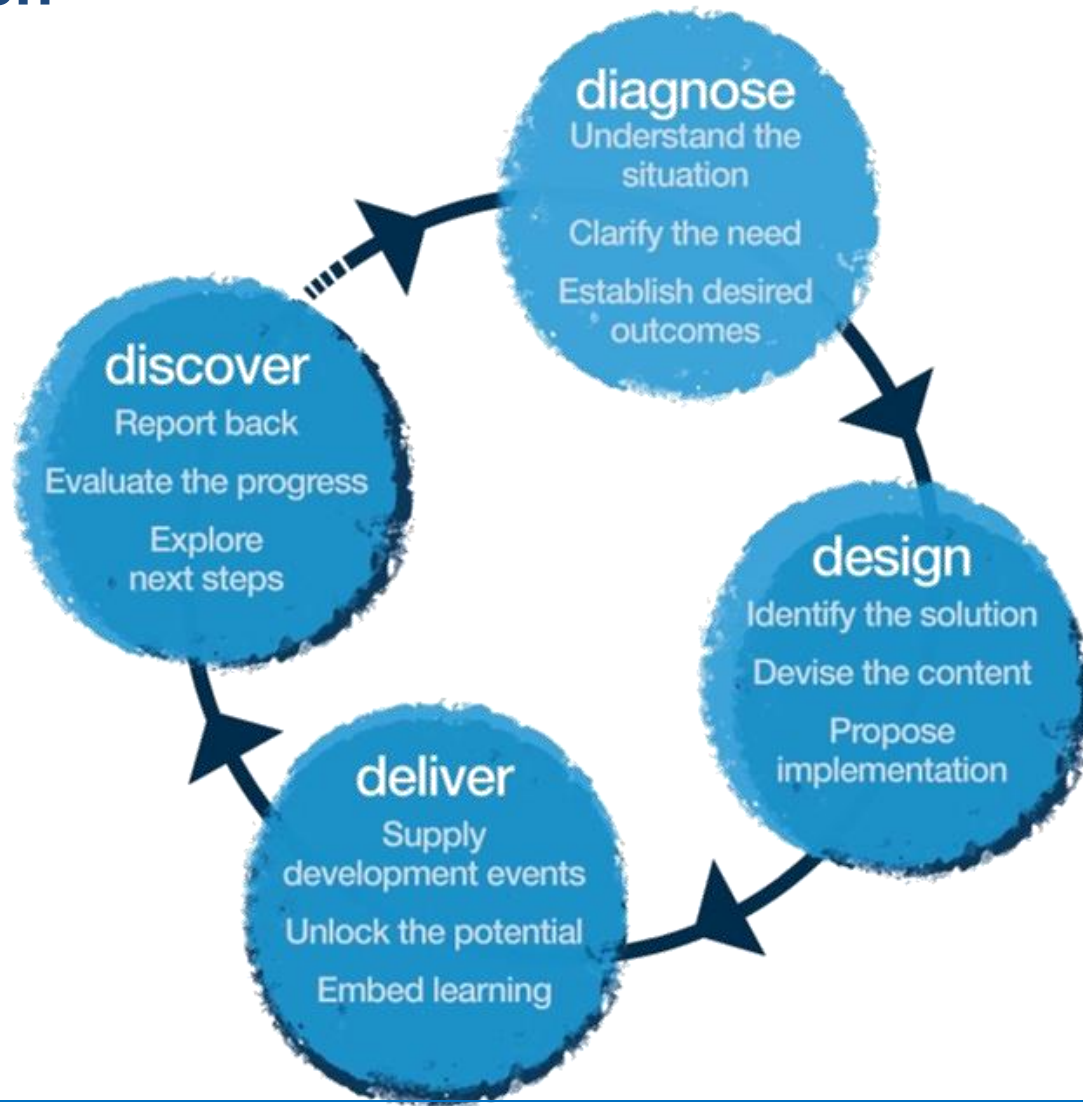 diagnose
Understand the
situation
Clarify the need
Establish desired
outcomes
design
Identify the solution
Devise the content
Propose
implementation
deliver
Supply
development events
Unlock the potential
Embed learning
discover
Report back
Evaluate the progress
Explore
next steps